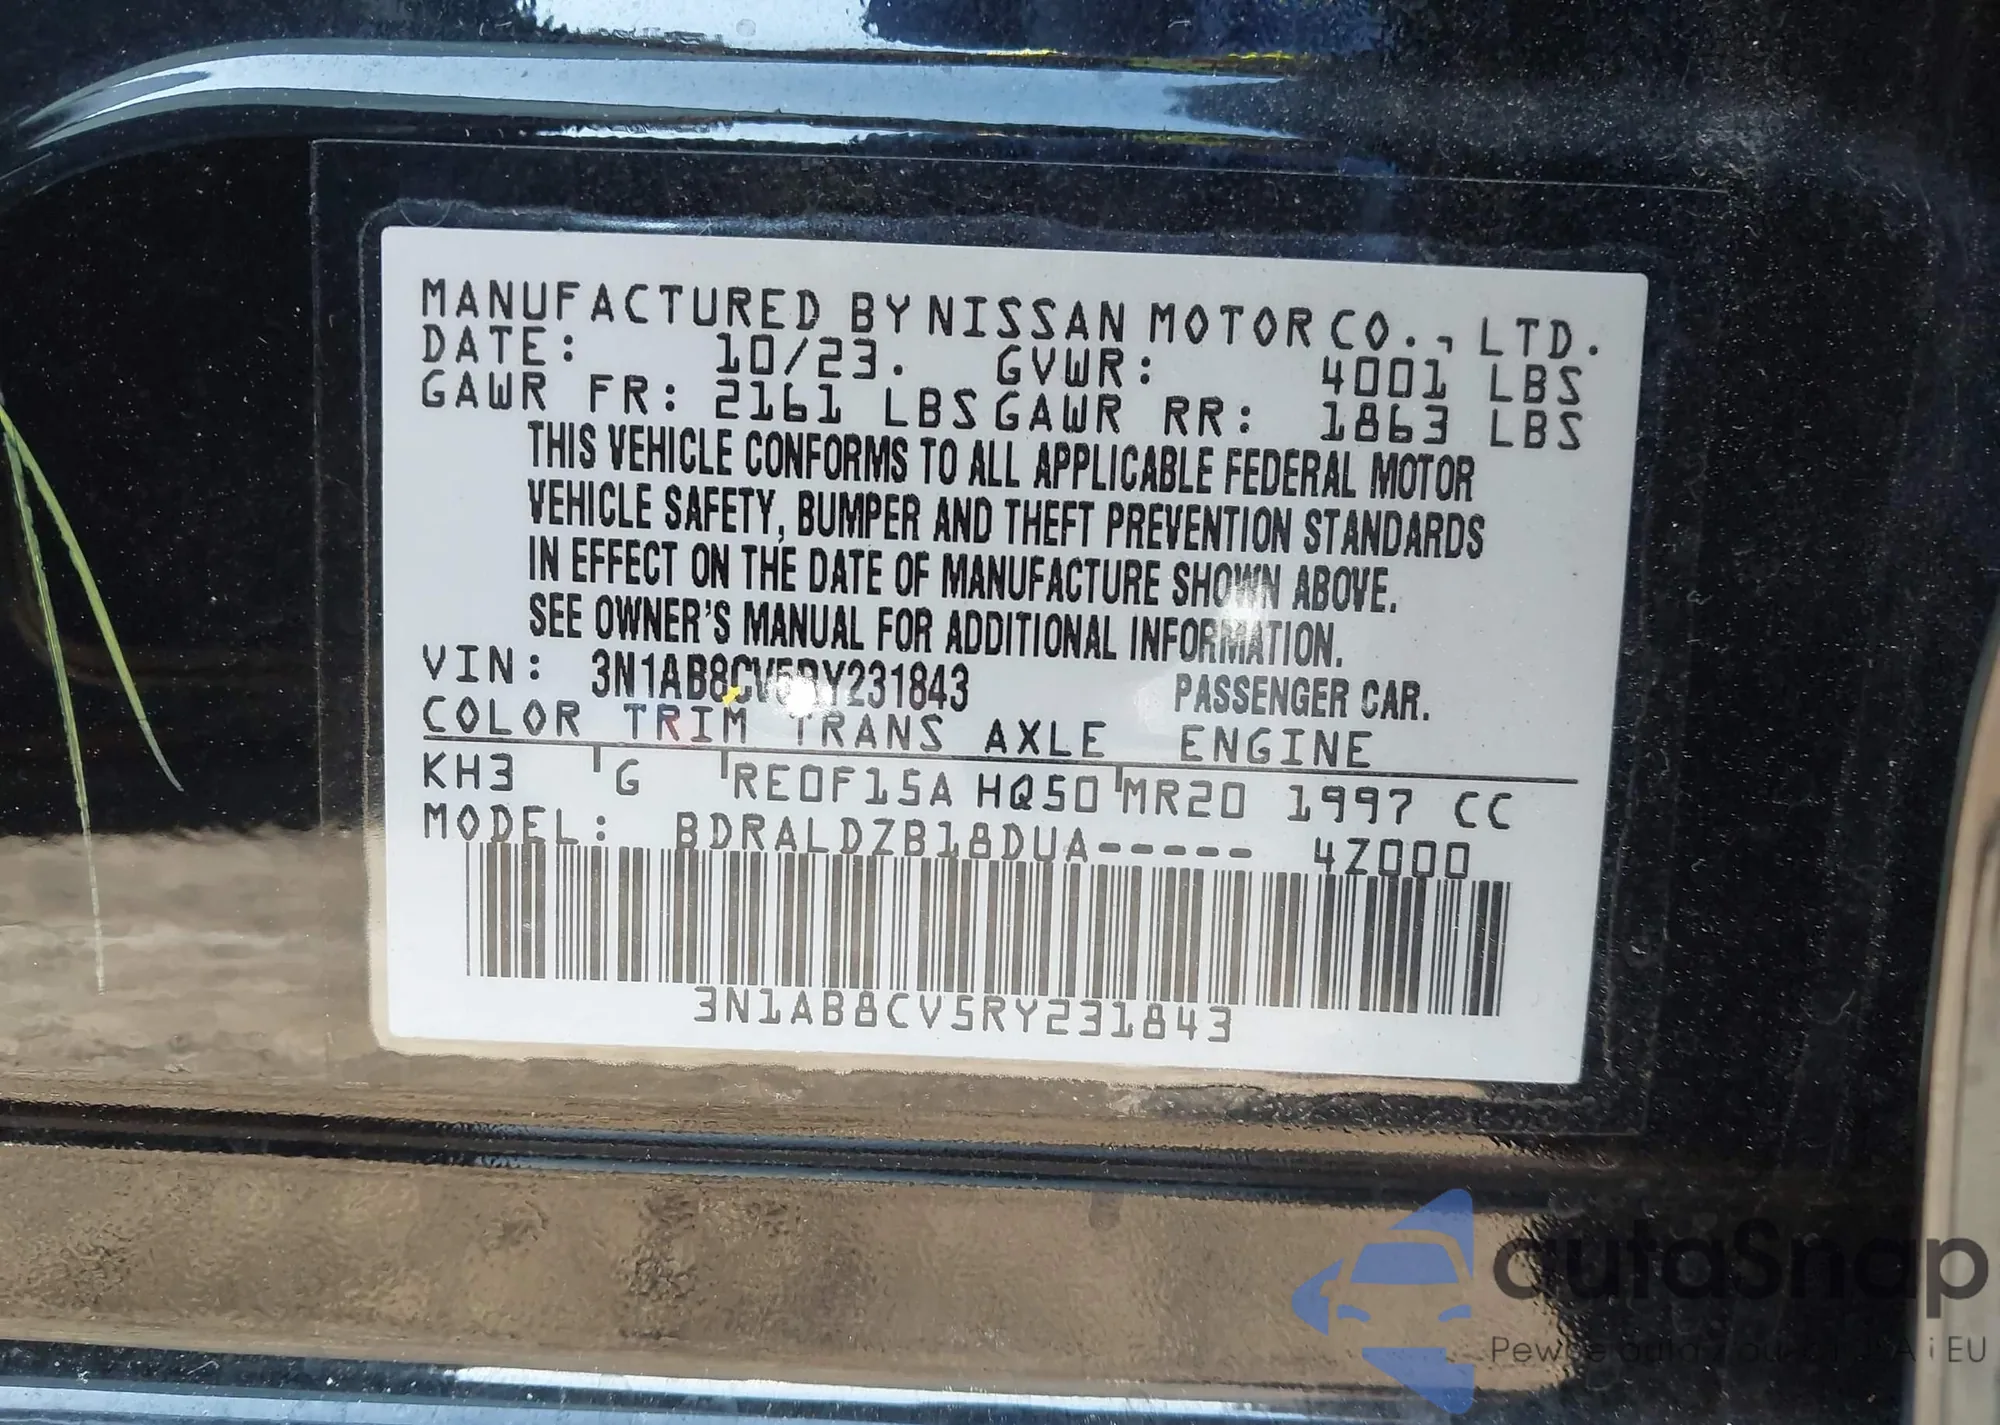 MANUFACTURED BY NISSAN MOTOR CO., LTD.
DATE: 10/23. GVWR: 4001 LBS
GAWR FR: 2161 LBS GAWR RR: 1863 LBS
THIS VEHICLE CONFORMS TO ALL APPLICABLE FEDERAL MOTOR
VEHICLE SAFETY, BUMPER AND THEFT PREVENTION STANDARDS
IN EFFECT ON THE DATE OF MANUFACTURE SHOWN ABOVE.
SEE OWNER'S MANUAL FOR ADDITIONAL INFORMATION.
VIN: 3N1AB8CV5RY231843 PASSENGER CAR.
COLOR TRIM TRANS AXLE ENGINE
KH3 G RE0F15A HQ50 MR20 1997 CC
MODEL: BDRALDZB18DUA----- 4Z000
3N1AB8CV5RY231843
autaSnap
i EU